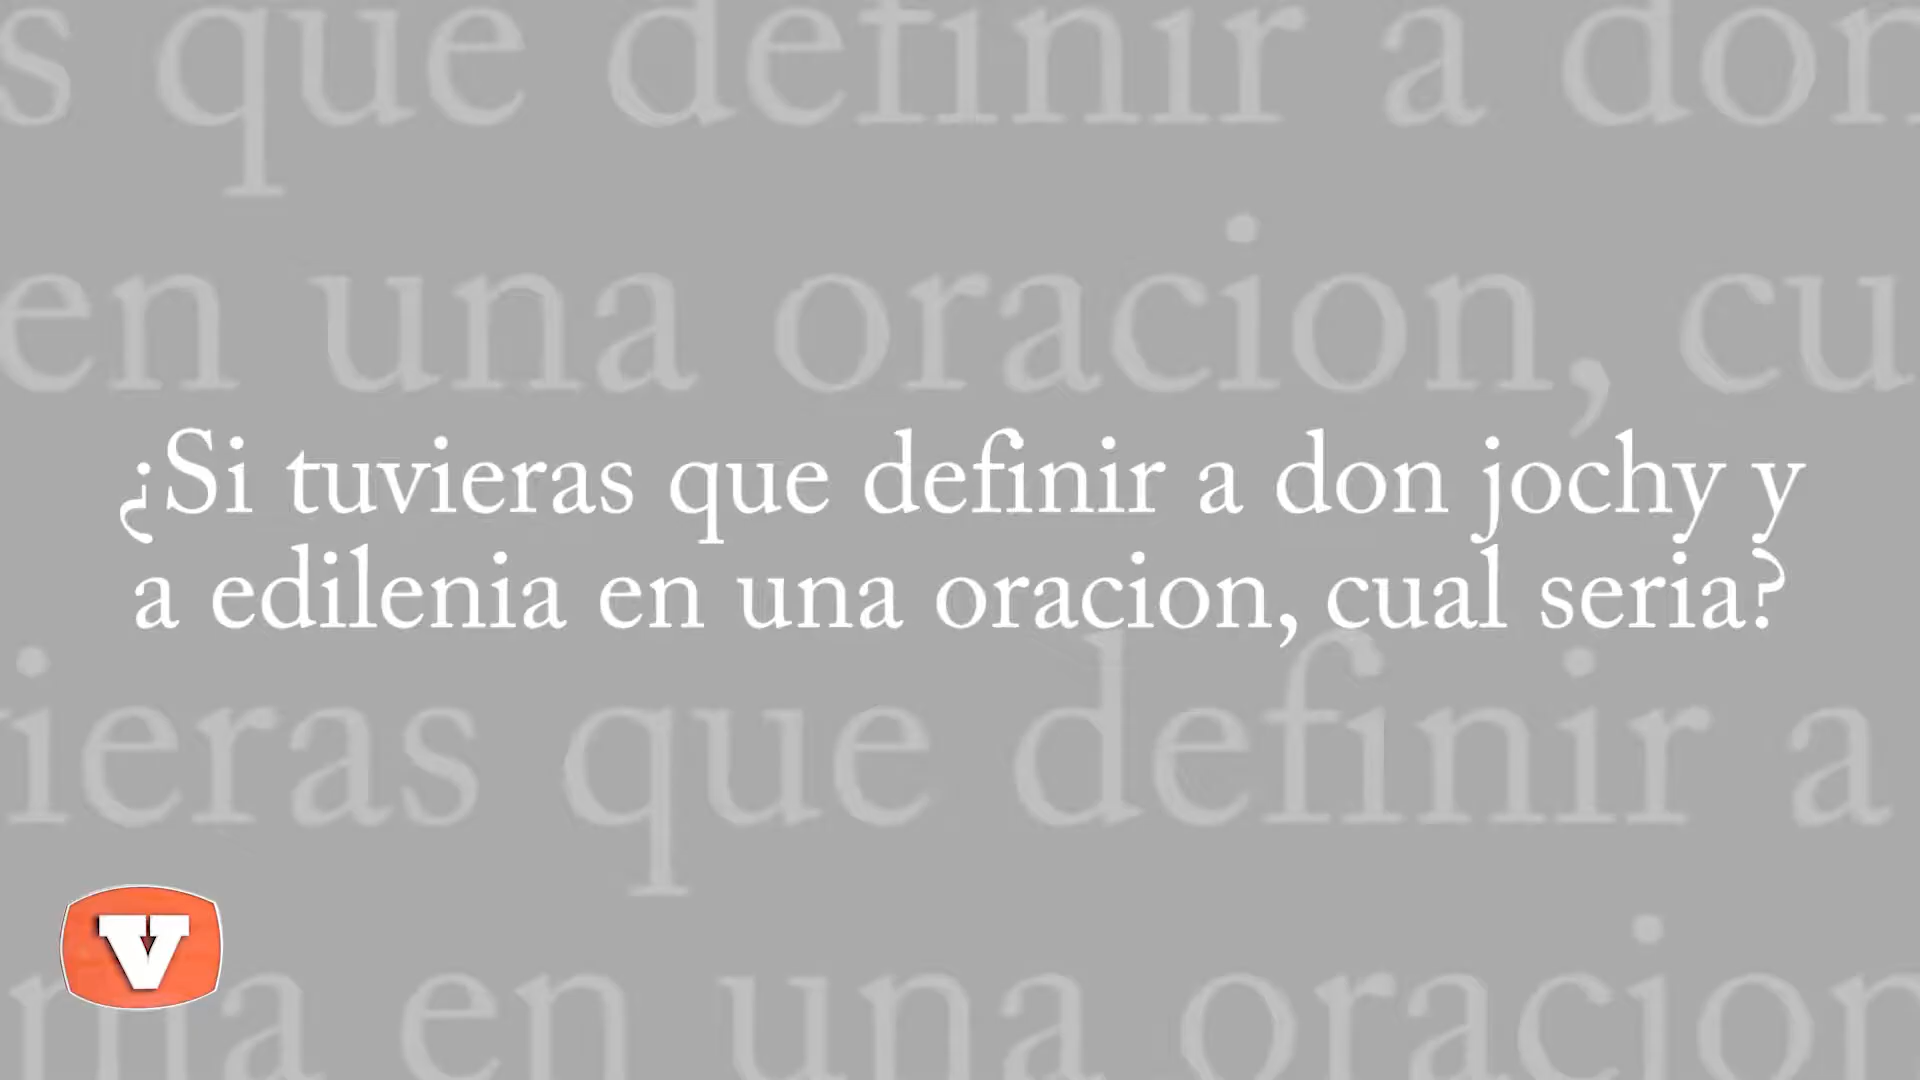 s que definir a don
en una oracion, cu
¿Si tuvieras que definir a don jochy y
a edilenia en una oracion, cual seria?
ieras que definir a
V
nia en una oracion